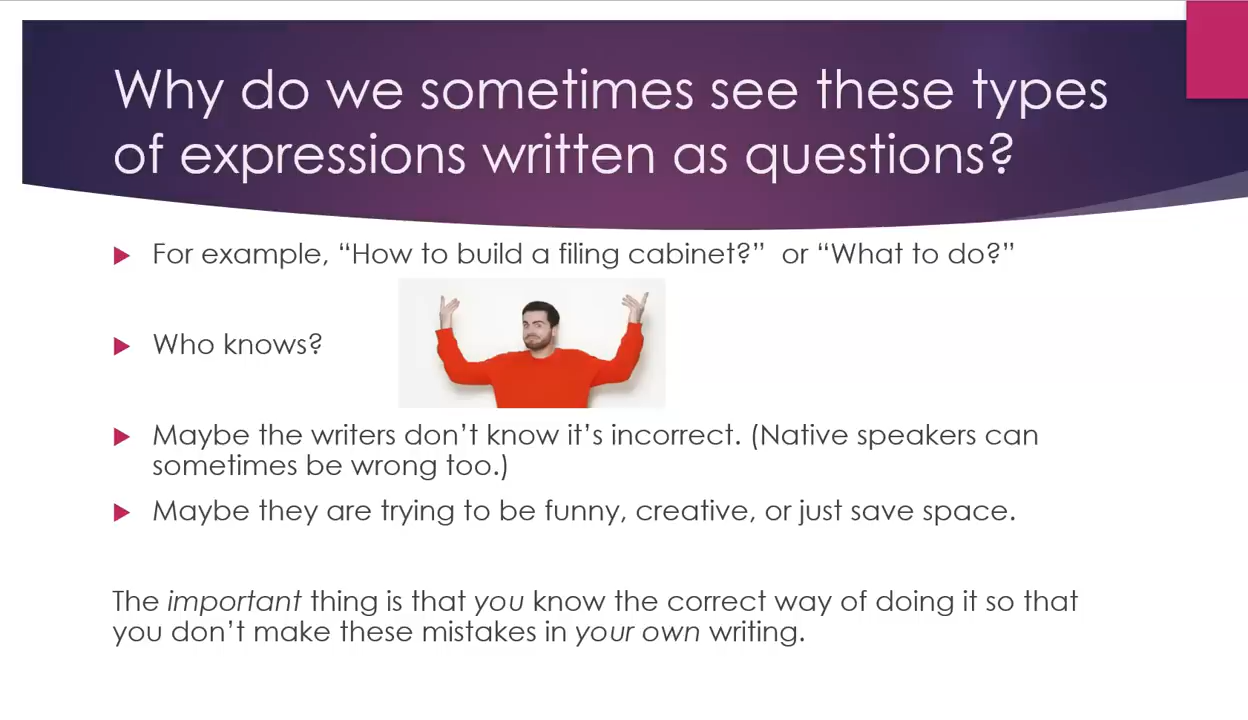 Why do we sometimes see these types
of expressions written as questions?
For example, “How to build a filing cabinet?”  or “What to do?”
Who knows?
Maybe the writers don’t know it’s incorrect. (Native speakers can
sometimes be wrong too.)
Maybe they are trying to be funny, creative, or just save space.
The important thing is that you know the correct way of doing it so that
you don’t make these mistakes in your own writing.